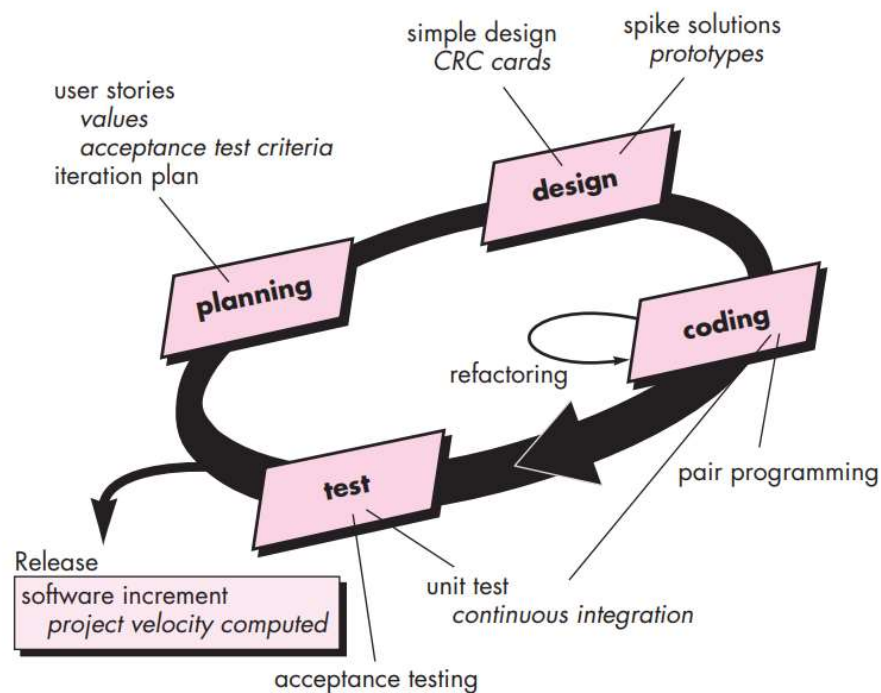 simple design
CRC cards
spike solutions
prototypes
user stories
values
acceptance test criteria
iteration plan
design
planning
coding
refactoring
test
pair programming
Release
software increment
project velocity computed
unit test
continuous integration
acceptance testing